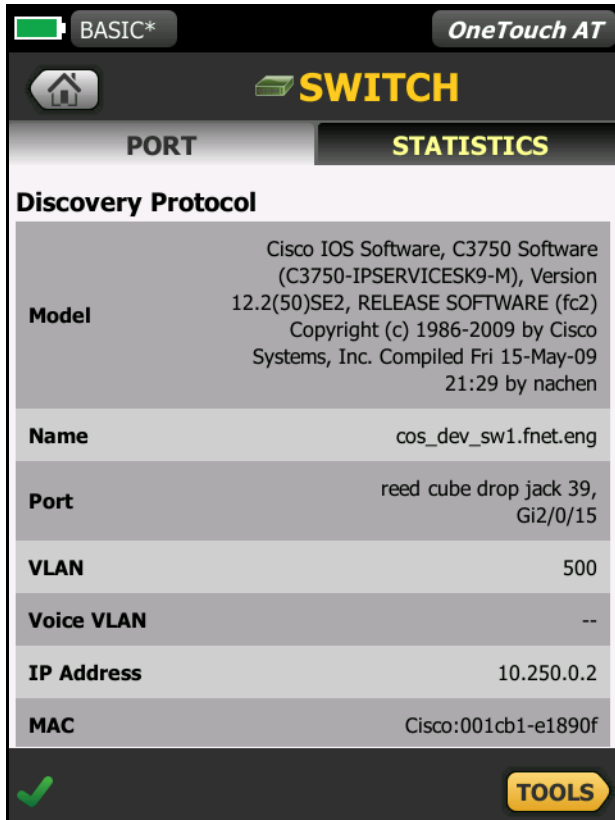 BASIC*
OneTouch AT
SWITCH
PORT
STATISTICS
Discovery Protocol
Model
Cisco IOS Software, C3750 Software
(C3750-IPSERVICESK9-M), Version
12.2(50)SE2, RELEASE SOFTWARE (fc2)
Copyright (c) 1986-2009 by Cisco
Systems, Inc. Compiled Fri 15-May-09
21:29 by nachen
Name
cos_dev_sw1.fnet.eng
Port
reed cube drop jack 39,
Gi2/0/15
VLAN
500
Voice VLAN
--
IP Address
10.250.0.2
MAC
Cisco:001cb1-e1890f
TOOLS